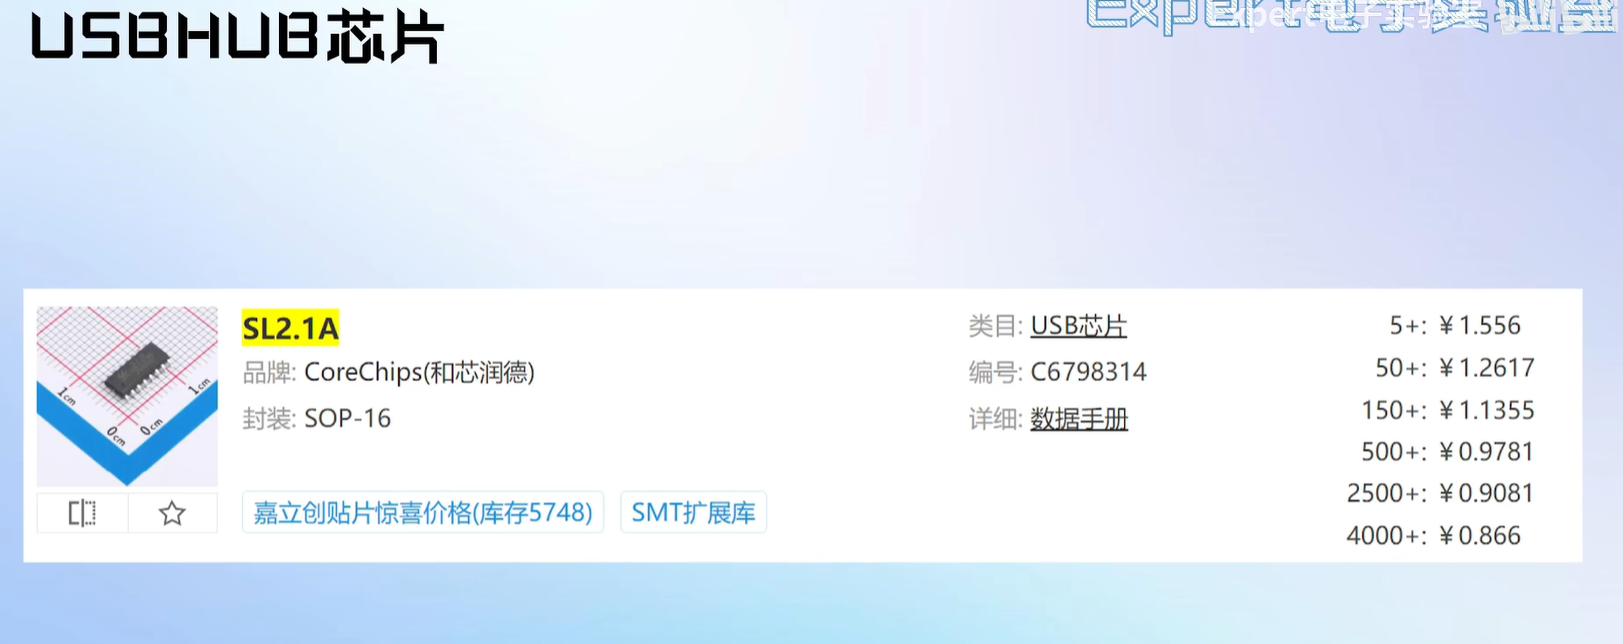 USBHUB芯片
Expert电子实验室
SL2.1A
品牌: CoreChips(和芯润德)
封装: SOP-16
嘉立创贴片惊喜价格(库存5748)
SMT扩展库
类目: USB芯片
编号: C6798314
详细: 数据手册
5+: ¥1.556
50+: ¥1.2617
150+: ¥1.1355
500+: ¥0.9781
2500+: ¥0.9081
4000+: ¥0.866
1cm
0cm
0cm
1cm